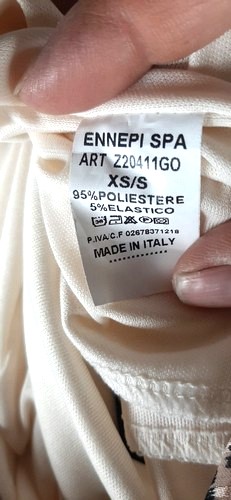 ENNEPI SPA
ART Z20411GO
XS/S
95%POLIESTERE
5%ELASTICO
P.IVA/C.F 02678371218
MADE IN ITALY